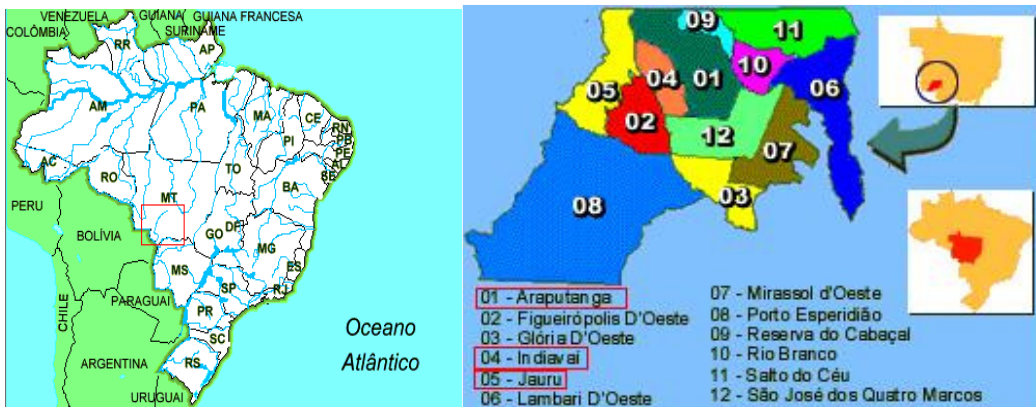 VENEZUELA
GUIANA
GUIANA FRANCESA
COLÔMBIA
SURINAME
RR
AP
AM
PA
MA
CE
RN
PB
PE
AL
SE
PI
AC
RO
TO
BA
MT
PERU
BOLÍVIA
GO
DF
MG
ES
MS
SP
RJ
PARAGUAI
PR
SC
RS
CHILE
ARGENTINA
URUGUAI
Oceano
Atlântico
09
11
05
04
01
10
06
02
12
07
08
03
01 - Araputanga
02 - Figueirópolis D'Oeste
03 - Glória D'Oeste
04 - Indiavaí
05 - Jauru
06 - Lambari D'Oeste
07 - Mirassol d'Oeste
08 - Porto Esperidião
09 - Reserva do Cabaçal
10 - Rio Branco
11 - Salto do Céu
12 - São José dos Quatro Marcos